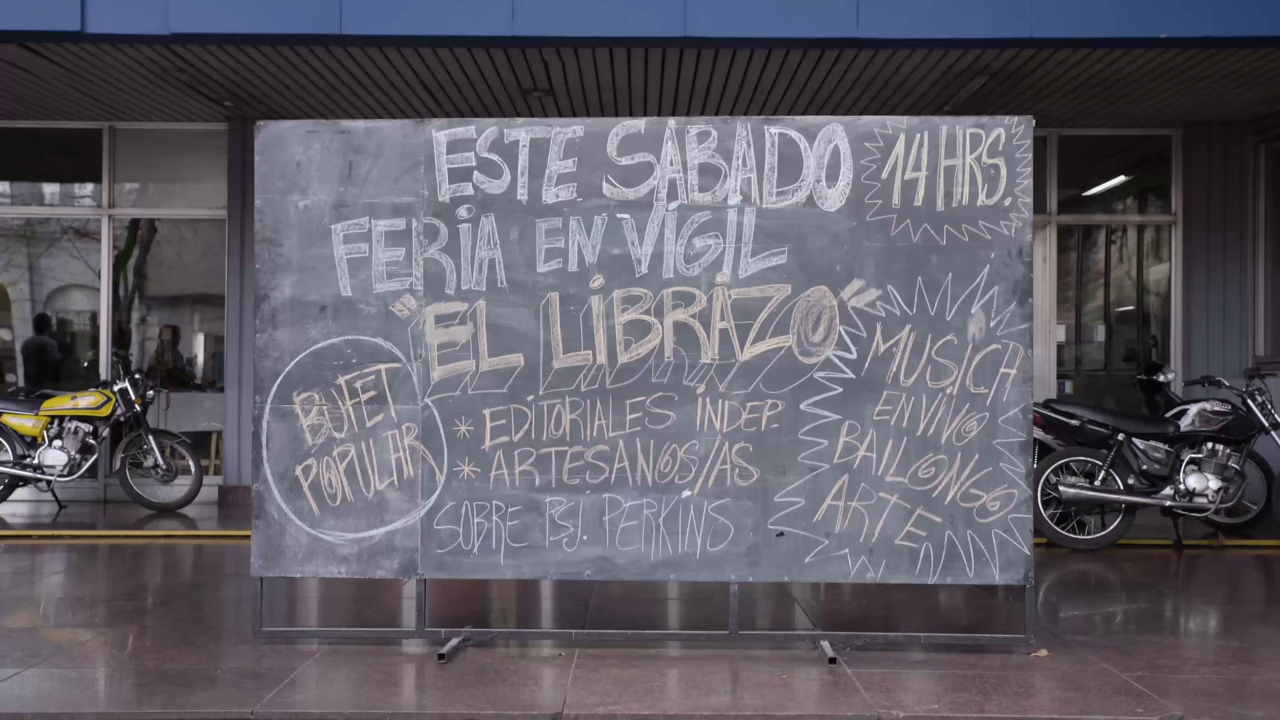 ESTE SÁBADO
14 HRS.
FERIA EN VIGIL
"EL LIBRAZO"
BUFET
POPULAR
* EDITORIALES INDEP.
* ARTESANOS/AS
SOBRE PSJ. PERKINS
MUSICA
EN VIVO
BAILONGO
ARTE